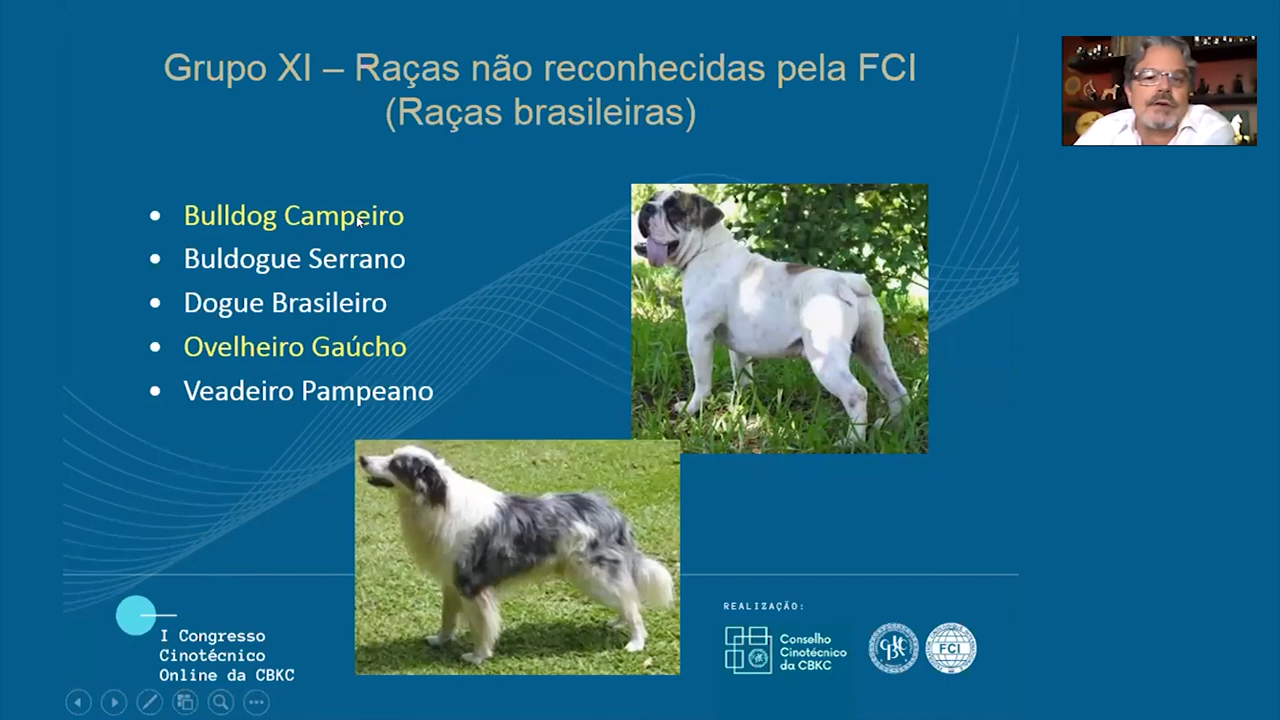 Grupo XI – Raças não reconhecidas pela FCI
(Raças brasileiras)
• Bulldog Campeiro
• Buldogue Serrano
• Dogue Brasileiro
• Ovelheiro Gaúcho
• Veadeiro Pampeano
I Congresso
Cinotécnico
Online da CBKC
REALIZAÇÃO:
Conselho
Cinotécnico
da CBKC
FCI